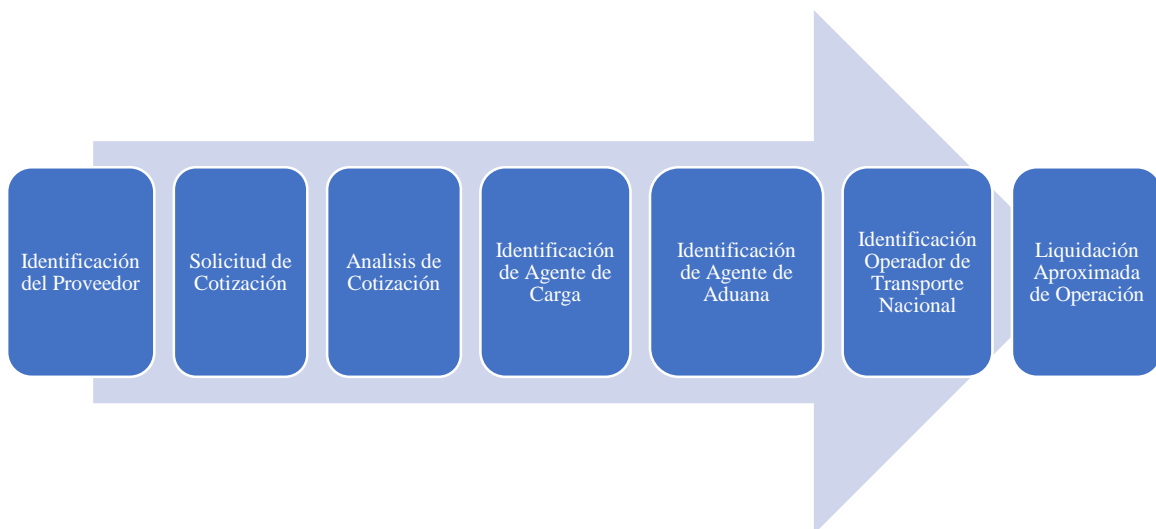 Identificación
del Proveedor
Solicitud de
Cotización
Analisis de
Cotización
Identificación
de Agente de
Carga
Identificación
de Agente de
Aduana
Identificación
Operador de
Transporte
Nacional
Liquidación
Aproximada
de Operación